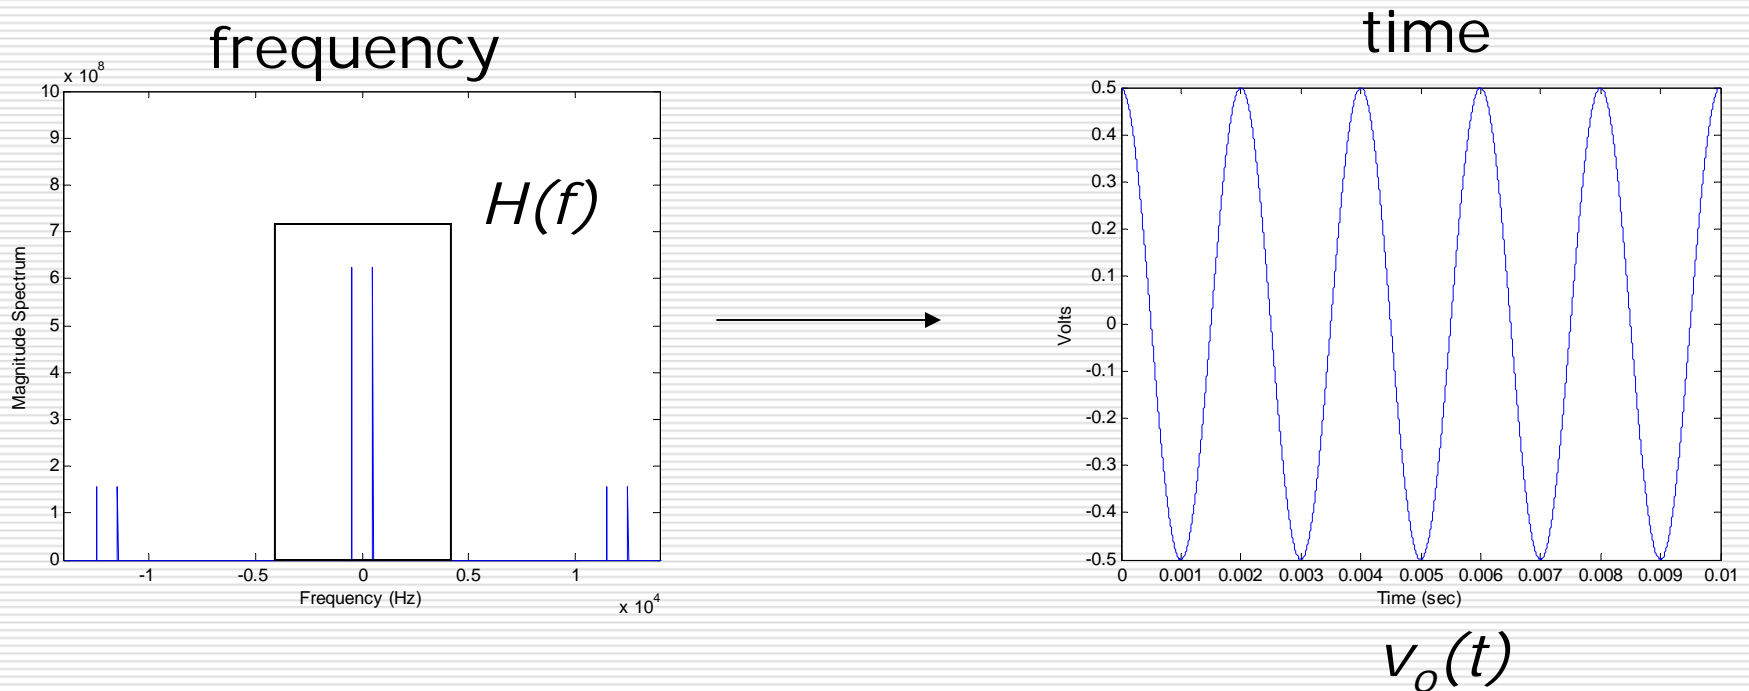 frequency
x 10^8
10
9
8
7
6
5
4
3
2
1
0
Magnitude Spectrum
H(f)
-1 -0.5 0 0.5 1
Frequency (Hz)
x 10^4
time
0.5
0.4
0.3
0.2
0.1
0
-0.1
-0.2
-0.3
-0.4
-0.5
Volts
0 0.001 0.002 0.003 0.004 0.005 0.006 0.007 0.008 0.009 0.01
Time (sec)
v_o(t)